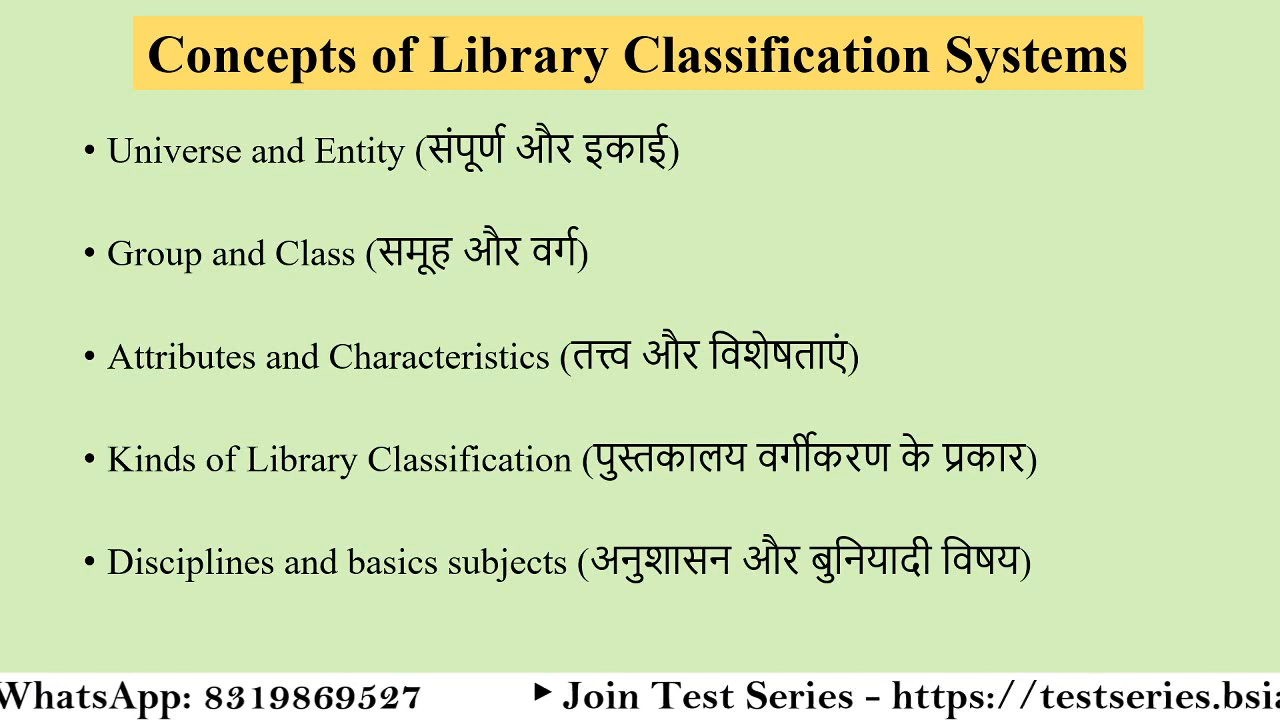 Concepts of Library Classification Systems
• Universe and Entity (संपूर्ण और इकाई)
• Group and Class (समूह और वर्ग)
• Attributes and Characteristics (तत्त्व और विशेषताएं)
• Kinds of Library Classification (पुस्तकालय वर्गीकरण के प्रकार)
• Disciplines and basics subjects (अनुशासन और बुनियादी विषय)
WhatsApp: 8319869527 ▶ Join Test Series - https://testseries.bsia